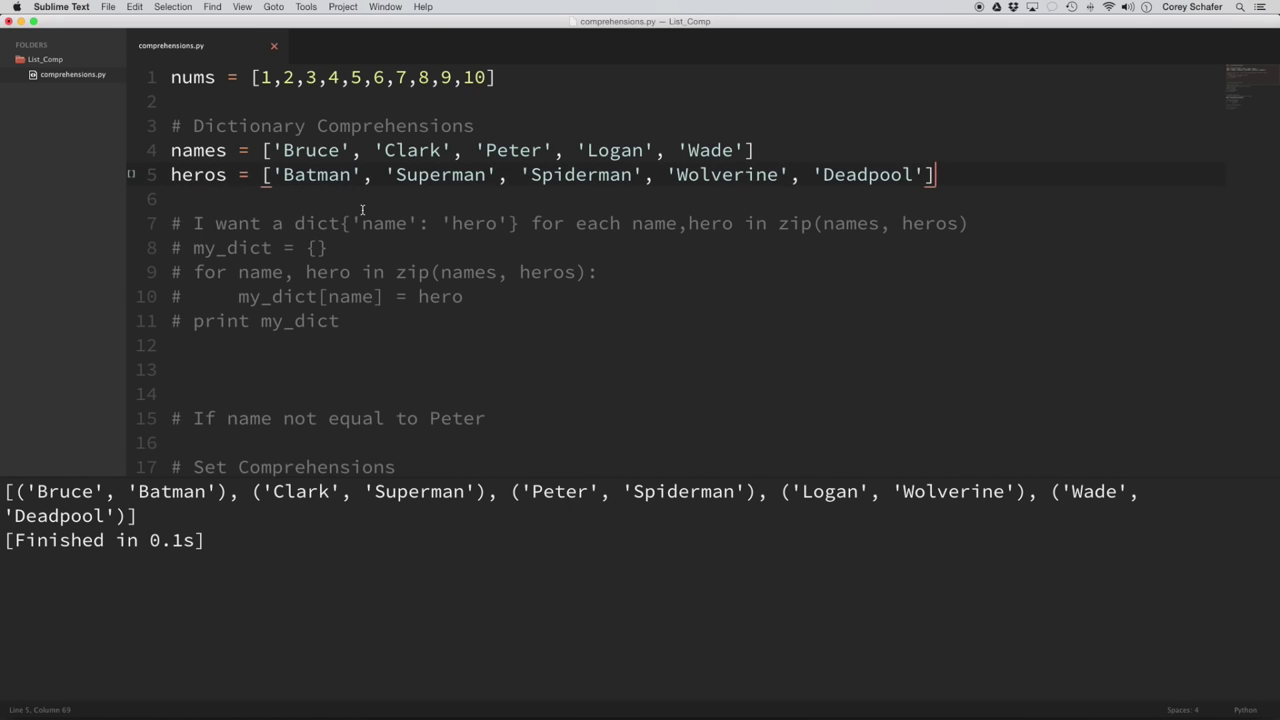 Sublime Text File Edit Selection Find View Goto Tools Project Window Help Corey Schafer
comprehensions.py — List_Comp
FOLDERS
List_Comp
comprehensions.py
comprehensions.py
1 nums = [1,2,3,4,5,6,7,8,9,10]
2
3 # Dictionary Comprehensions
4 names = ['Bruce', 'Clark', 'Peter', 'Logan', 'Wade']
5 heros = ['Batman', 'Superman', 'Spiderman', 'Wolverine', 'Deadpool']
6
7 # I want a dict{'name': 'hero'} for each name,hero in zip(names, heros)
8 # my_dict = {}
9 # for name, hero in zip(names, heros):
10 #     my_dict[name] = hero
11 # print my_dict
12
13
14
15 # If name not equal to Peter
16
17 # Set Comprehensions
[('Bruce', 'Batman'), ('Clark', 'Superman'), ('Peter', 'Spiderman'), ('Logan', 'Wolverine'), ('Wade',
'Deadpool')]
[Finished in 0.1s]
Line 5, Column 69 Spaces: 4 Python